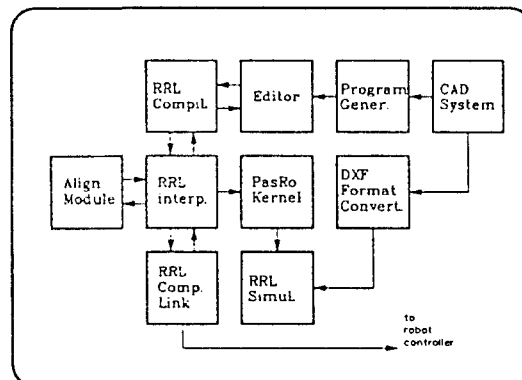 RRL
Compil.
Editor
Program
Gener.
CAD
System
Align
Module
RRL
interp.
PasRo
Kernel
DXF
Format
Convert.
RRL
Comp.
Link
RRL
Simul.
to
robot
controller